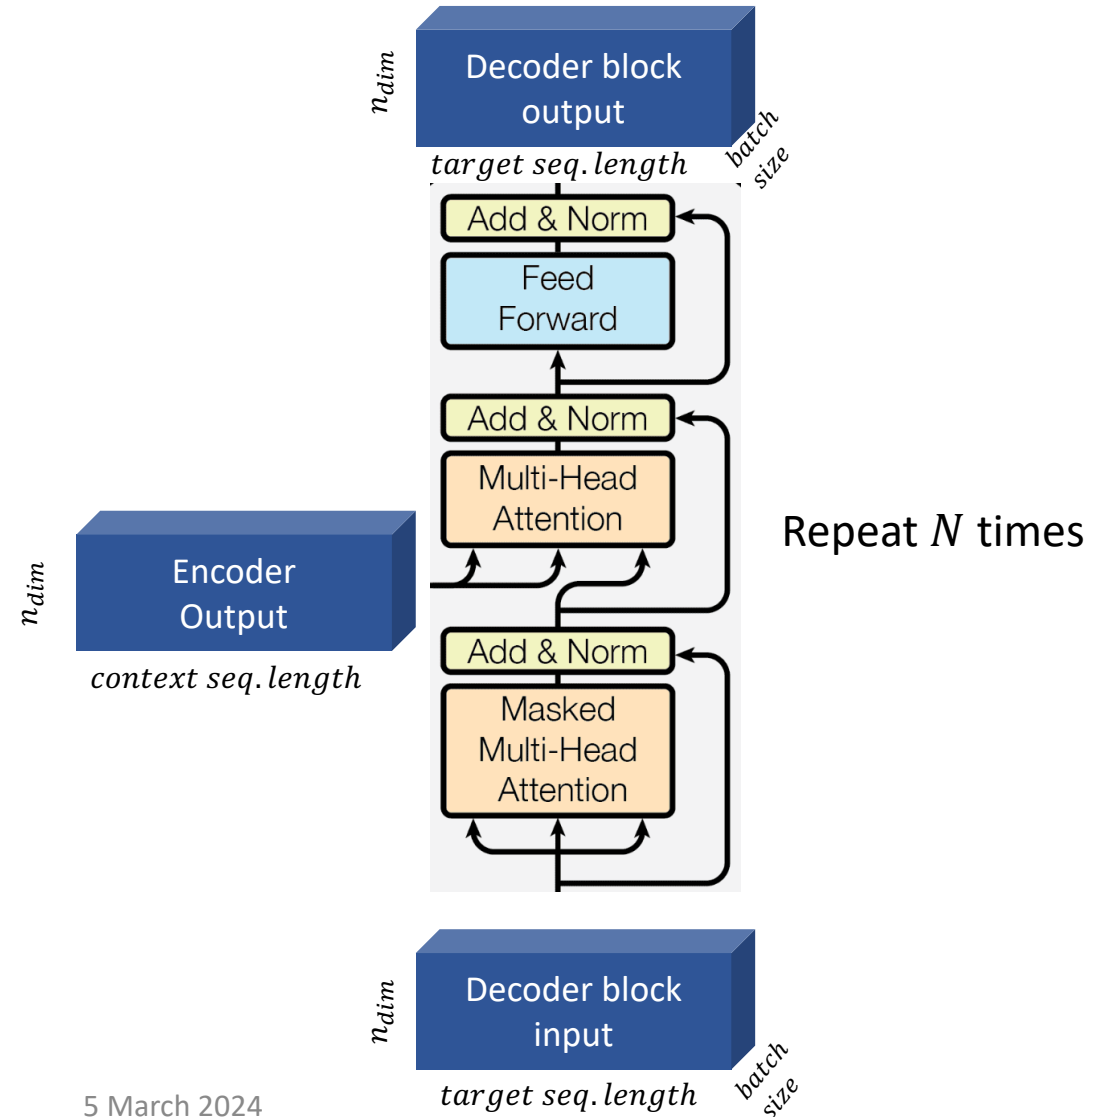 n_dim
Decoder block
output
target seq.length
batch
size
Add & Norm
Feed
Forward
Add & Norm
Multi-Head
Attention
Repeat N times
n_dim
Encoder
Output
context seq.length
Add & Norm
Masked
Multi-Head
Attention
n_dim
Decoder block
input
target seq.length
batch
size
5 March 2024